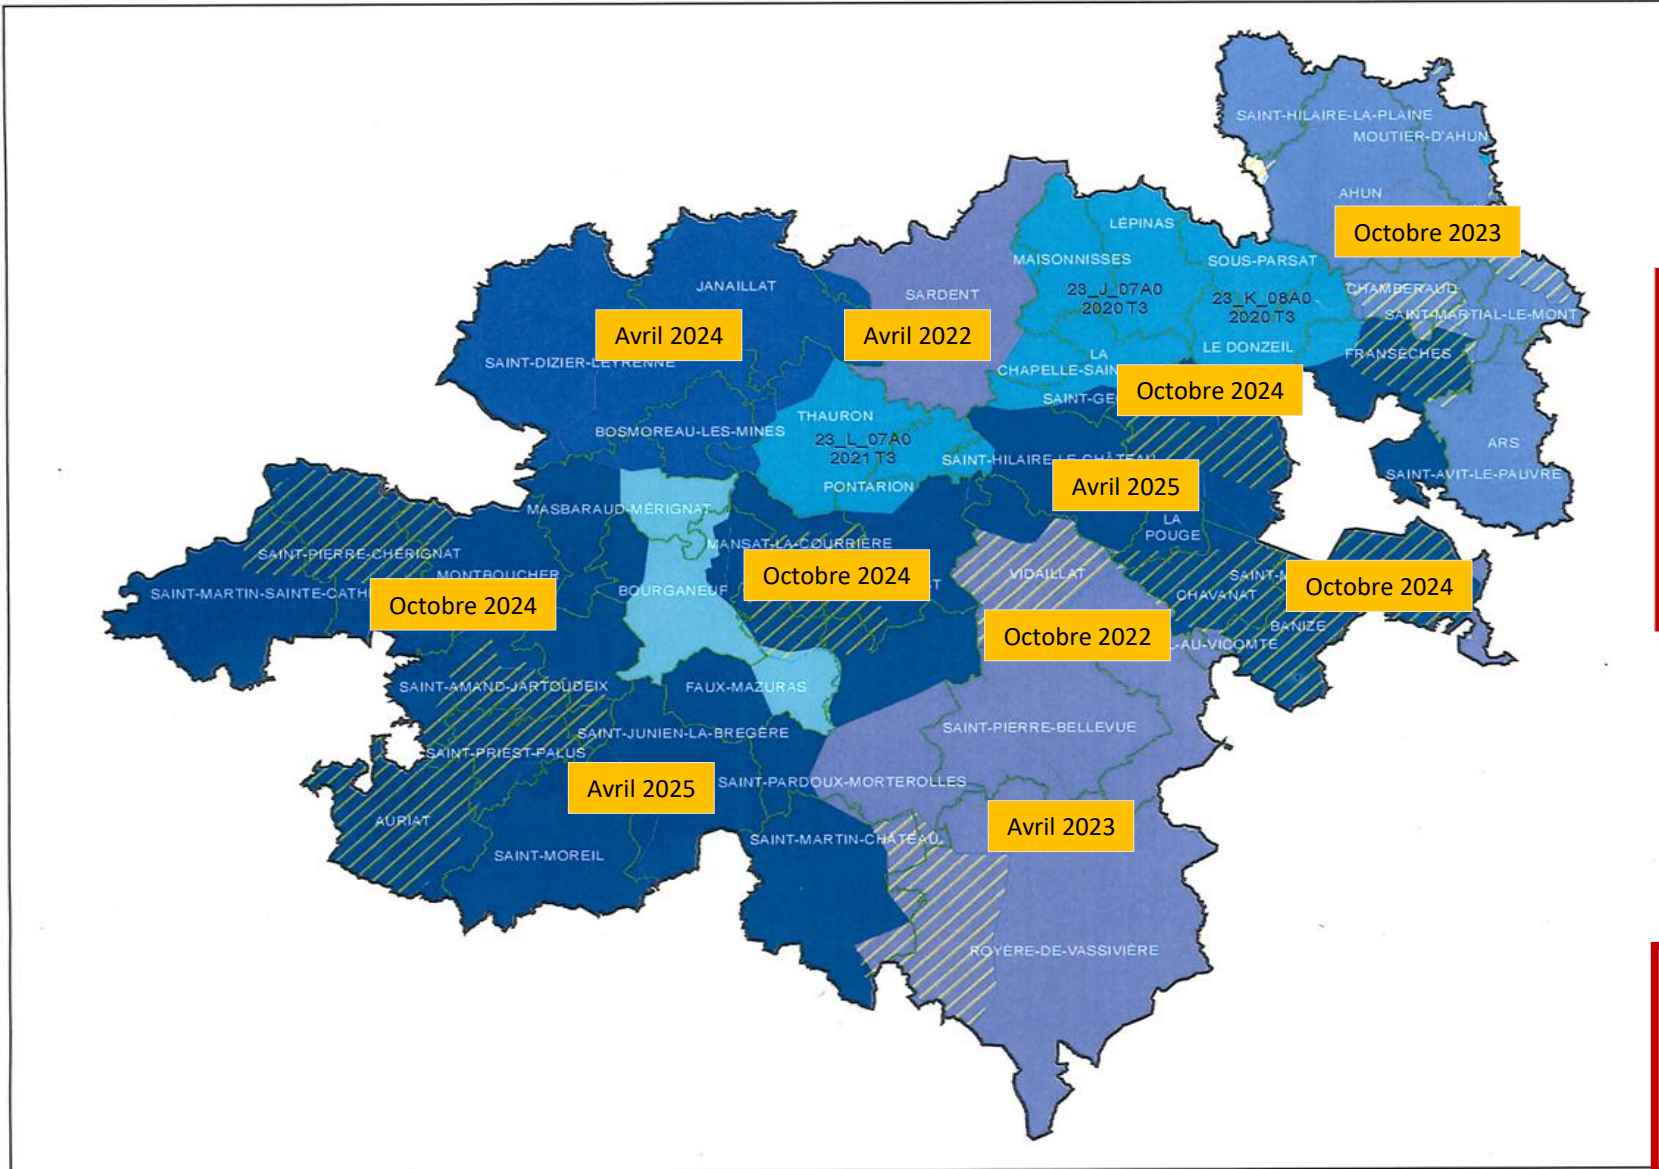 SAINT-HILAIRE-LA-PLAINE
MOUTIER-D'AHUN
AHUN
Octobre 2023
LÉPINAS
MAISONNISSES
SOUS-PARSAT
23_J_07A0
2020 T3
23_K_08A0
2020 T3
CHAMBERAUD
SAINT-MARTIAL-LE-MONT
JANAILLAT
SARDENT
Avril 2024
Avril 2022
SAINT-DIZIER-LEYRENNE
LA
CHAPELLE-SAIN
LE DONZEIL
FRANSÈCHES
SAINT-GE
Octobre 2024
THAURON
23_L_07A0
2021 T3
BOSMOREAU-LES-MINES
PONTARION
SAINT-HILAIRE-LE-CHÂTEAU
Avril 2025
ARS
SAINT-AVIT-LE-PAUVRE
MASBARAUD-MÉRIGNAT
LA
POUGE
MANSAT-LA-COURRIÈRE
SAINT-PIERRE-CHÉRIGNAT
MONTBOUCHER
SAINT-MARTIN-SAINTE-CATH
Octobre 2024
BOURGANEUF
Octobre 2024
ST
VIDAILLAT
SAINT-M
CHAVANAT
Octobre 2024
BANIZE
Octobre 2022
L-AU-VICOMTE
SAINT-AMAND-JARTOUDEIX
FAUX-MAZURAS
SAINT-JUNIEN-LA-BREGÈRE
SAINT-PIERRE-BELLEVUE
SAINT-PRIEST-PALUS
Avril 2025
SAINT-PARDOUX-MORTEROLLES
AURIAT
SAINT-MOREIL
SAINT-MARTIN-CHÂTEAU
Avril 2023
ROYÈRE-DE-VASSIVIÈRE